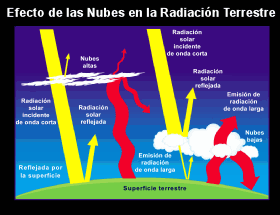 Efecto de las Nubes en la Radiación Terrestre
Nubes
altas
Radiación
solar
incidente
de onda corta
Radiación
solar
reflejada
Radiación
solar
incidente
de onda corta
Radiación
solar
reflejada
Emisión de
radiación
de onda larga
Nubes
bajas
Reflejada por
la superficie
Emisión de
radiación
de onda larga
Superficie terrestre